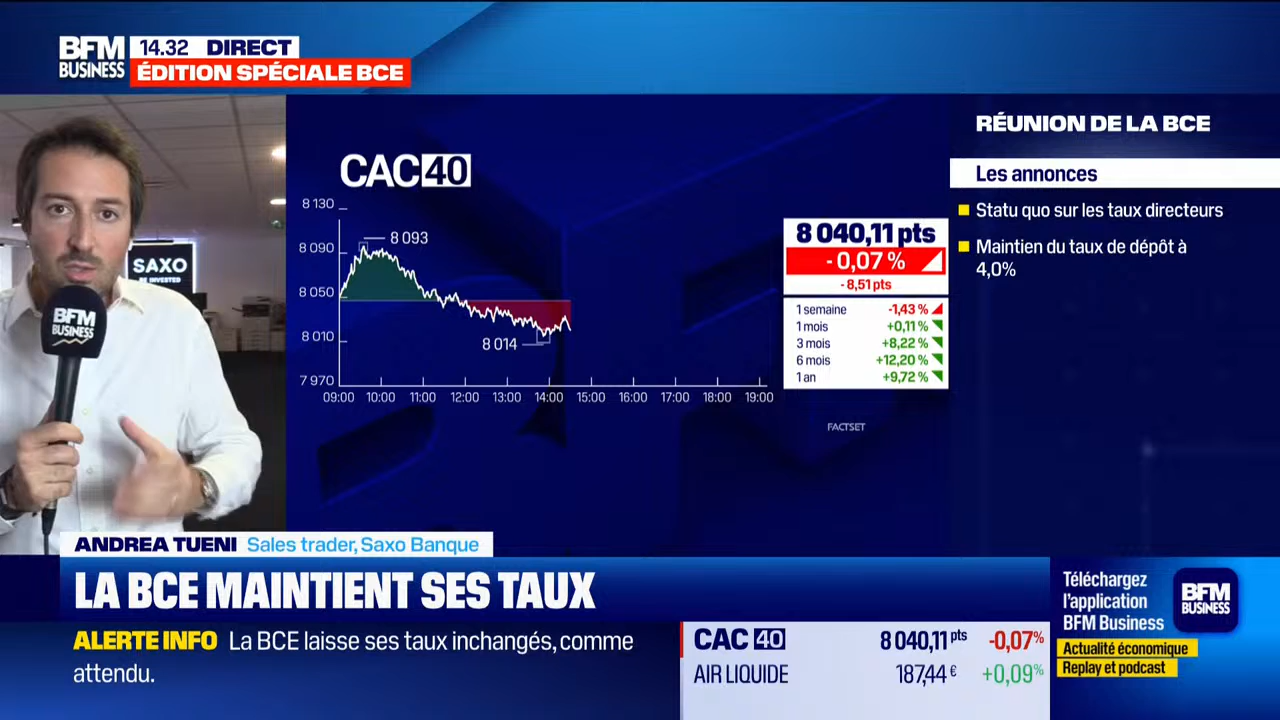 BFM
BUSINESS
14.32 DIRECT
ÉDITION SPÉCIALE BCE
SAXO
BE INVESTED
BFM
BUSINESS
CAC40
8 130
8 090
8 050
8 010
7 970
8 093
8 014
09:00 10:00 11:00 12:00 13:00 14:00 15:00 16:00 17:00 18:00 19:00
8 040,11 pts
- 0,07 %
- 8,51 pts
1 semaine -1,43 %
1 mois +0,11 %
3 mois +8,22 %
6 mois +12,20 %
1 an +9,72 %
FACTSET
RÉUNION DE LA BCE
Les annonces
Statu quo sur les taux directeurs
Maintien du taux de dépôt à
4,0%
ANDREA TUENI Sales trader, Saxo Banque
LA BCE MAINTIENT SES TAUX
ALERTE INFO La BCE laisse ses taux inchangés, comme
attendu.
CAC 40 8 040,11 pts -0,07%
AIR LIQUIDE 187,44 € +0,09%
Téléchargez
l'application
BFM Business
BFM
BUSINESS
Actualité économique
Replay et podcast